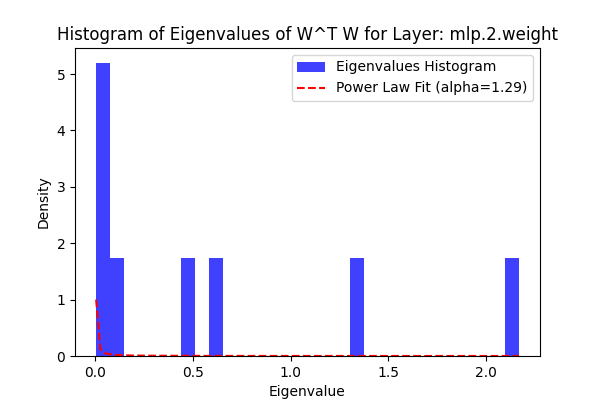 Histogram of Eigenvalues of W^T W for Layer: mlp.2.weight
Eigenvalues Histogram
Power Law Fit (alpha=1.29)
Density
5
4
3
2
1
0
0.0 0.5 1.0 1.5 2.0
Eigenvalue